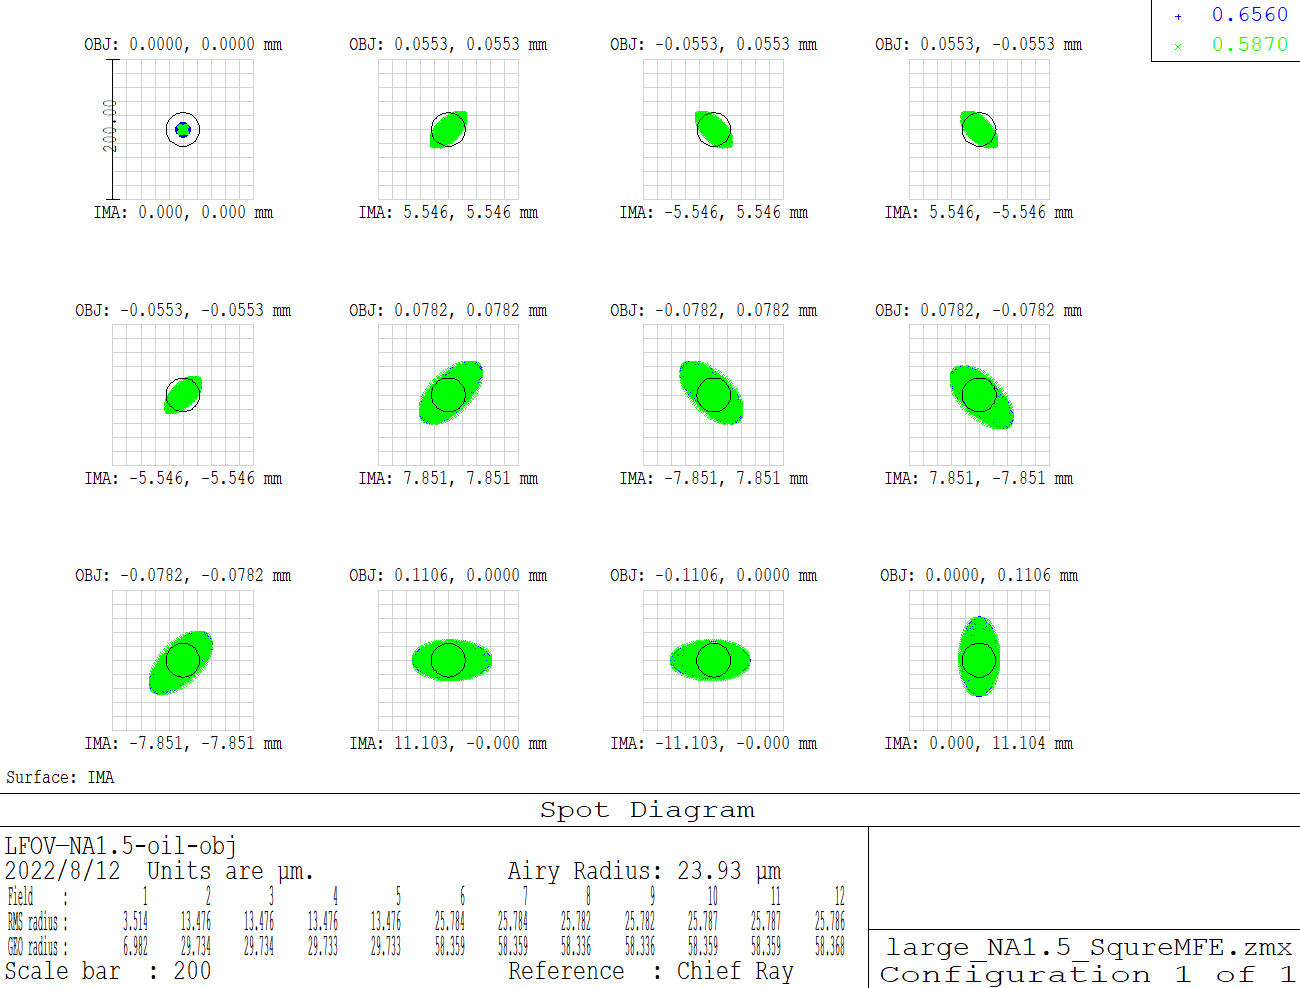 + 0.6560
× 0.5870
OBJ: 0.0000, 0.0000 mm
OBJ: 0.0553, 0.0553 mm
OBJ: -0.0553, 0.0553 mm
OBJ: 0.0553, -0.0553 mm
200.00
IMA: 0.000, 0.000 mm
IMA: 5.546, 5.546 mm
IMA: -5.546, 5.546 mm
IMA: 5.546, -5.546 mm
OBJ: -0.0553, -0.0553 mm
OBJ: 0.0782, 0.0782 mm
OBJ: -0.0782, 0.0782 mm
OBJ: 0.0782, -0.0782 mm
IMA: -5.546, -5.546 mm
IMA: 7.851, 7.851 mm
IMA: -7.851, 7.851 mm
IMA: 7.851, -7.851 mm
OBJ: -0.0782, -0.0782 mm
OBJ: 0.1106, 0.0000 mm
OBJ: -0.1106, 0.0000 mm
OBJ: 0.0000, 0.1106 mm
IMA: -7.851, -7.851 mm
IMA: 11.103, -0.000 mm
IMA: -11.103, -0.000 mm
IMA: 0.000, 11.104 mm
Surface: IMA
Spot Diagram
LFOV-NA1.5-oil-obj
2022/8/12 Units are µm. Airy Radius: 23.93 µm
Field : 1 2 3 4 5 6 7 8 9 10 11 12
RMS radius : 3.514 13.476 13.476 13.476 13.476 25.784 25.784 25.782 25.782 25.787 25.787 25.786
GEO radius : 6.982 29.734 29.734 29.733 29.733 58.359 58.359 58.336 58.336 58.359 58.359 58.368
Scale bar : 200 Reference : Chief Ray
large_NA1.5_SqureMFE.zmx
Configuration 1 of 1